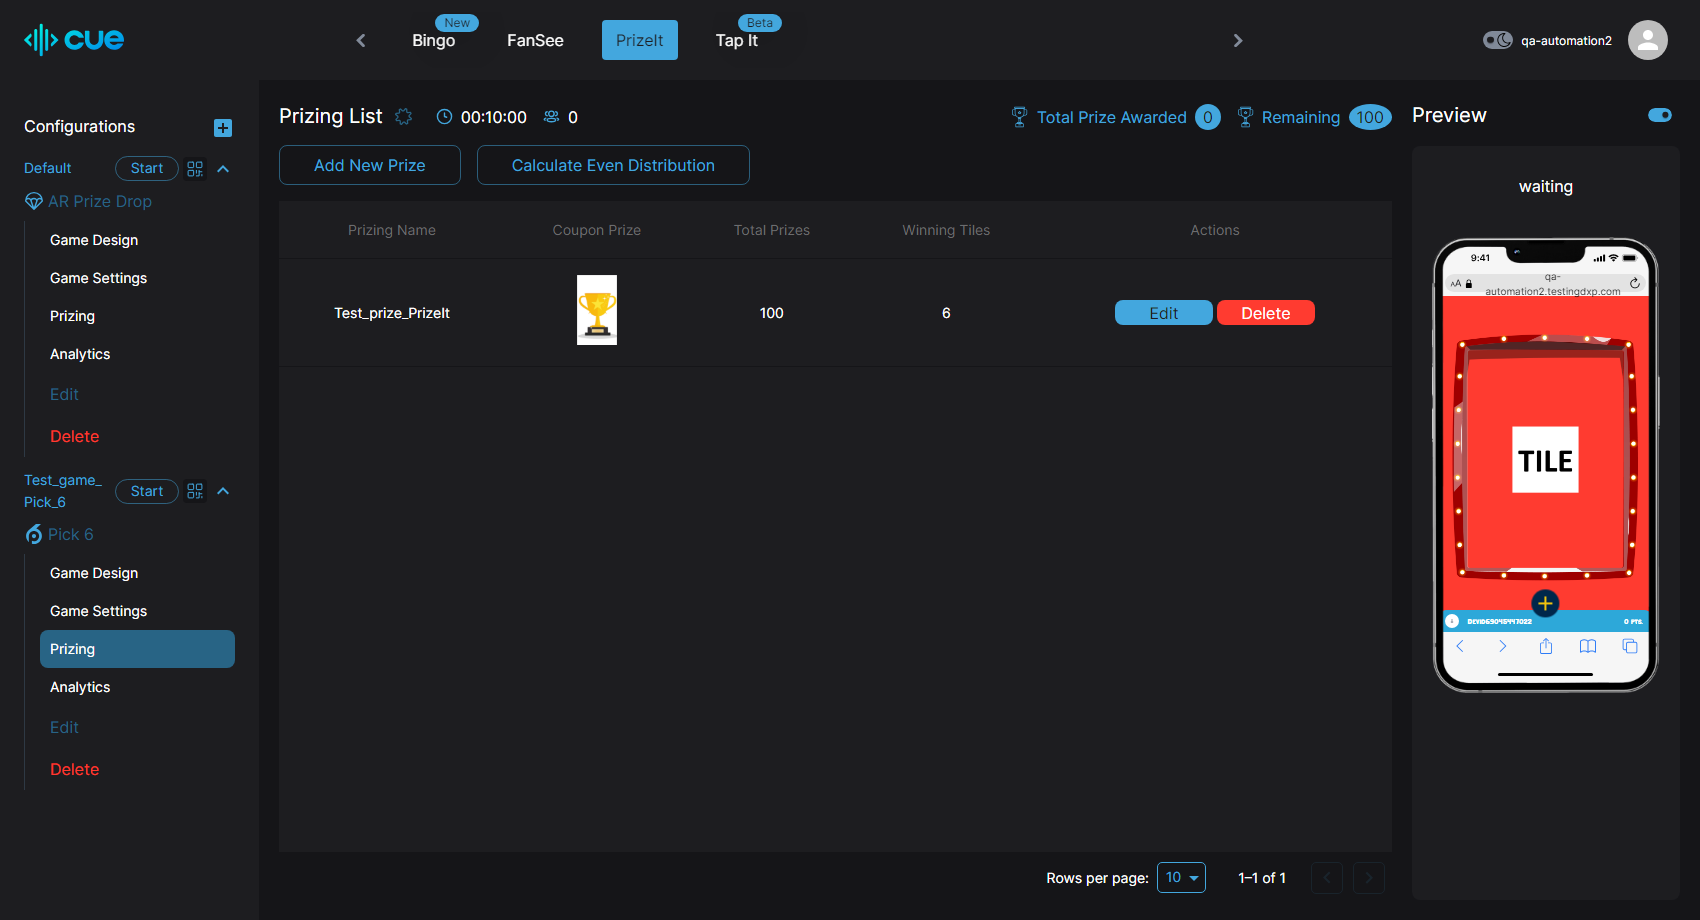 cue
New
Bingo
FanSee
PrizeIt
Beta
Tap It
qa-automation2
Configurations
Default
Start
AR Prize Drop
Game Design
Game Settings
Prizing
Analytics
Edit
Delete
Test_game_
Pick_6
Start
Pick 6
Game Design
Game Settings
Prizing
Analytics
Edit
Delete
Prizing List
00:10:00
0
Total Prize Awarded 0
Remaining 100
Add New Prize
Calculate Even Distribution
Prizing Name Coupon Prize Total Prizes Winning Tiles Actions
Test_prize_PrizeIt 100 6 Edit Delete
Rows per page: 10 1–1 of 1
Preview
waiting
9:41
AA
qa-
automation2.testingdxp.com
TILE
0 PTS.